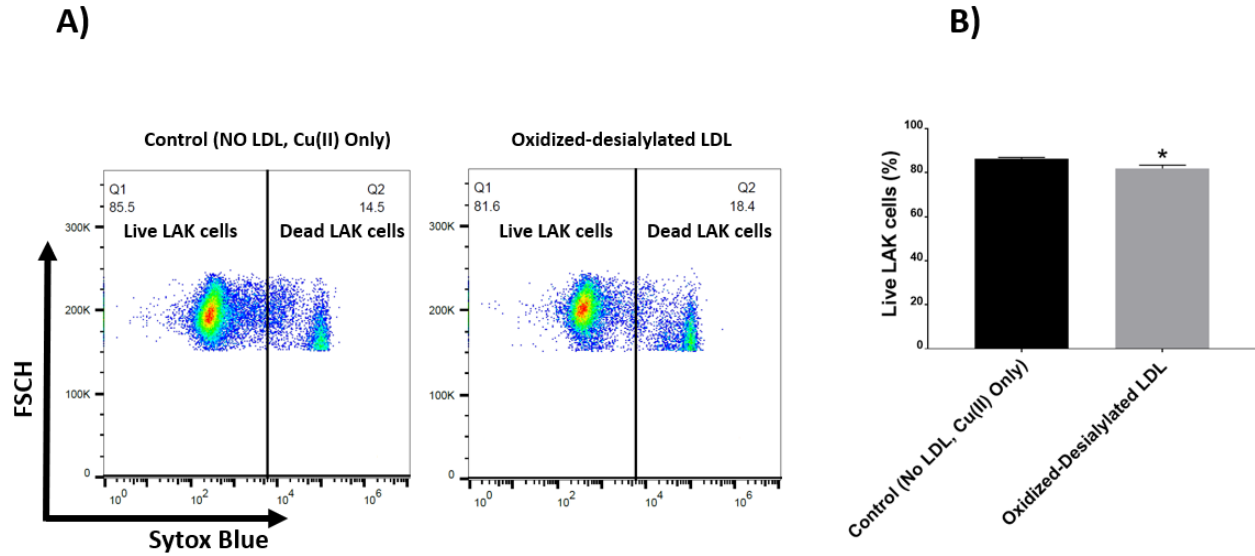 A)
B)
Control (NO LDL, Cu(II) Only)
Q1
85.5
Q2
14.5
Live LAK cells
Dead LAK cells
300K
200K
100K
0
10^0
10^2
10^4
10^6
Oxidized-desialylated LDL
Q1
81.6
Q2
18.4
Live LAK cells
Dead LAK cells
300K
200K
100K
0
10^0
10^2
10^4
10^6
FSCH
Sytox Blue
Live LAK cells (%)
100
80
60
40
20
0
*
Control (No LDL, Cu(II) Only)
Oxidized-Desialylated LDL